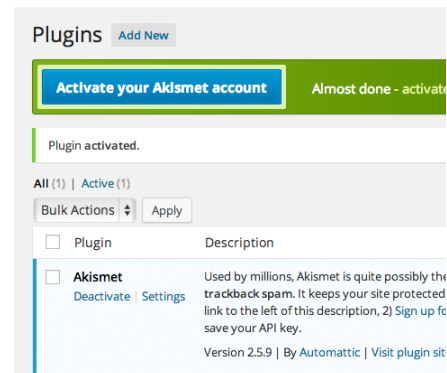 Plugins Add New
Activate your Akismet account Almost done - activate
Plugin activated.
All (1) | Active (1)
Bulk Actions Apply
Plugin Description
Akismet Used by millions, Akismet is quite possibly the
Deactivate | Settings trackback spam. It keeps your site protected
link to the left of this description, 2) Sign up fo
save your API key.
Version 2.5.9 | By Automattic | Visit plugin sit